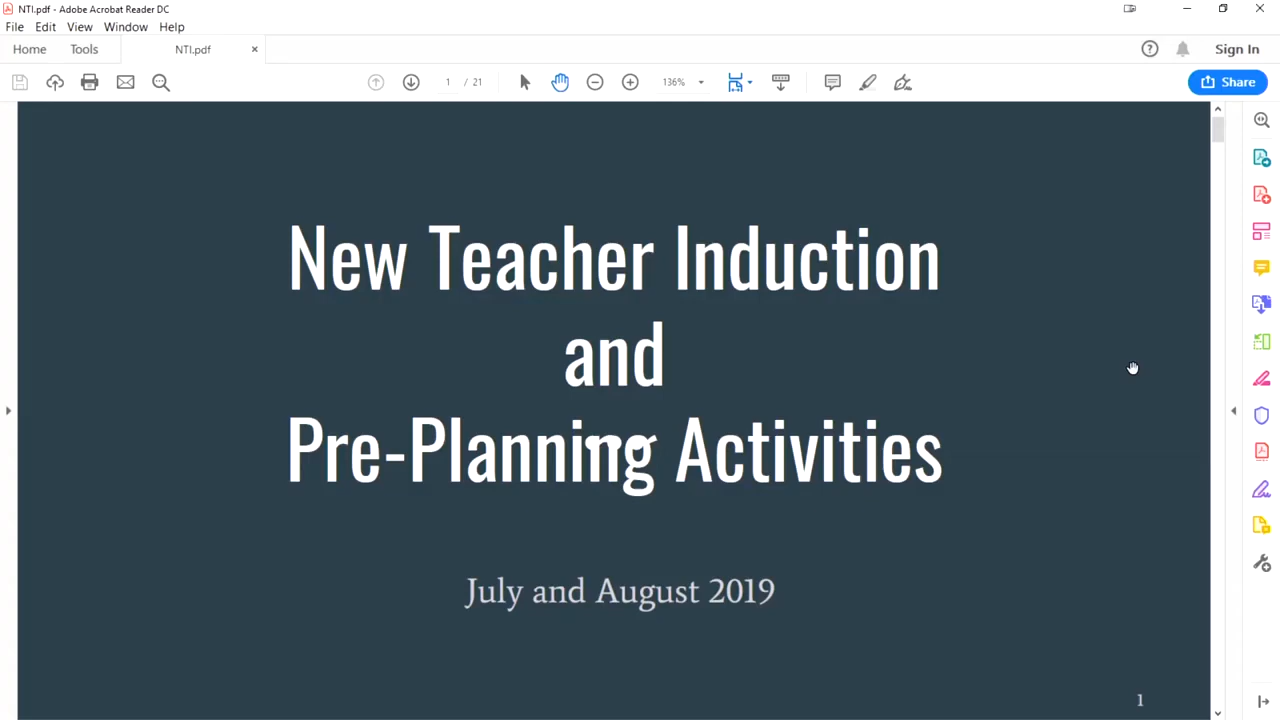 NTI.pdf - Adobe Acrobat Reader DC
File Edit View Window Help
Home Tools NTI.pdf × Sign In
1 / 21 136% Share
New Teacher Induction
and
Pre-Planning Activities
July and August 2019
1